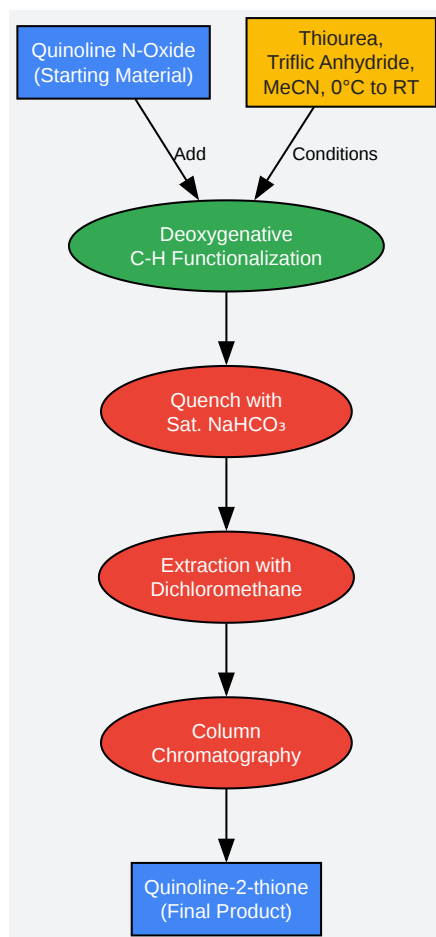 Quinoline N-Oxide
(Starting Material)
Thiourea,
Triflic Anhydride,
MeCN, 0°C to RT
Add
Conditions
Deoxygenative
C-H Functionalization
Quench with
Sat. NaHCO₃
Extraction with
Dichloromethane
Column
Chromatography
Quinoline-2-thione
(Final Product)